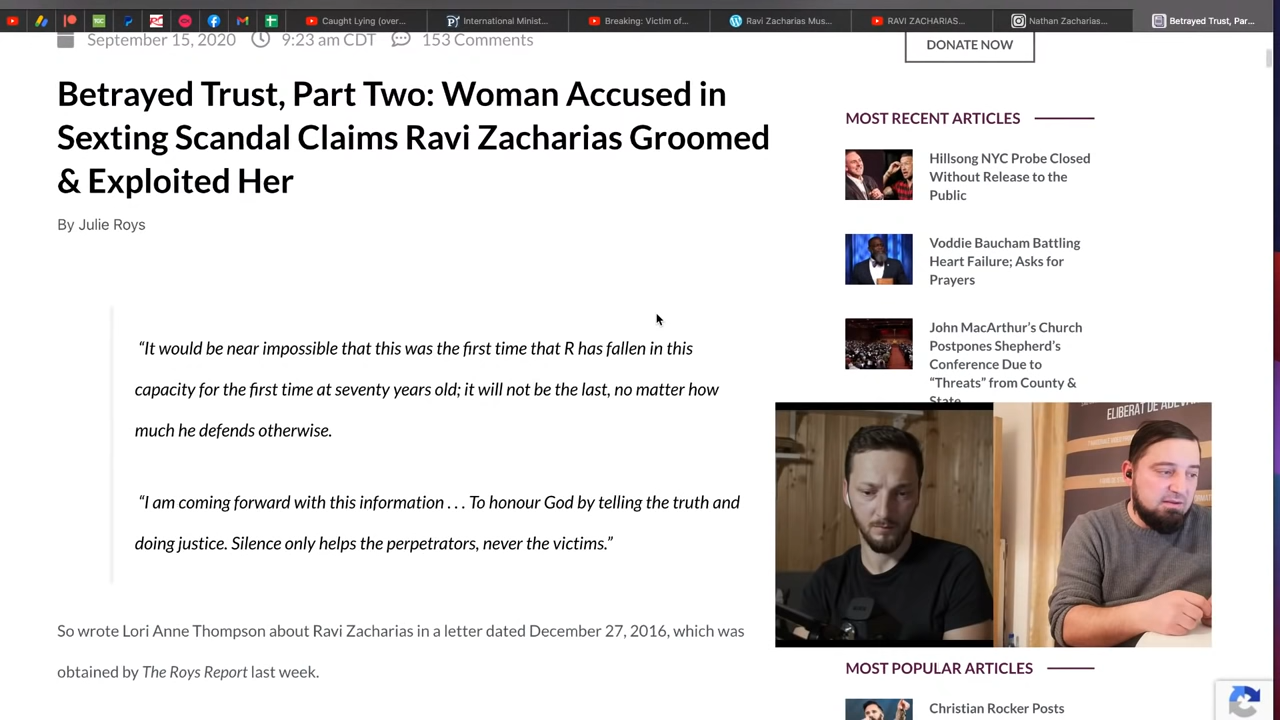 Caught Lying (over...
International Minist...
Breaking: Victim of...
Ravi Zacharias Mus...
RAVI ZACHARIAS...
Nathan Zacharias...
Betrayed Trust, Par...
September 15, 2020
9:23 am CDT
153 Comments
Betrayed Trust, Part Two: Woman Accused in
Sexting Scandal Claims Ravi Zacharias Groomed
& Exploited Her
By Julie Roys
“It would be near impossible that this was the first time that R has fallen in this
capacity for the first time at seventy years old; it will not be the last, no matter how
much he defends otherwise.
“I am coming forward with this information . . . To honour God by telling the truth and
doing justice. Silence only helps the perpetrators, never the victims.”
So wrote Lori Anne Thompson about Ravi Zacharias in a letter dated December 27, 2016, which was
obtained by The Roys Report last week.
DONATE NOW
MOST RECENT ARTICLES
Hillsong NYC Probe Closed
Without Release to the
Public
Voddie Baucham Battling
Heart Failure; Asks for
Prayers
John MacArthur’s Church
Postpones Shepherd’s
Conference Due to
“Threats” from County &
State
ELIBERAT DE
MOST POPULAR ARTICLES
Christian Rocker Posts